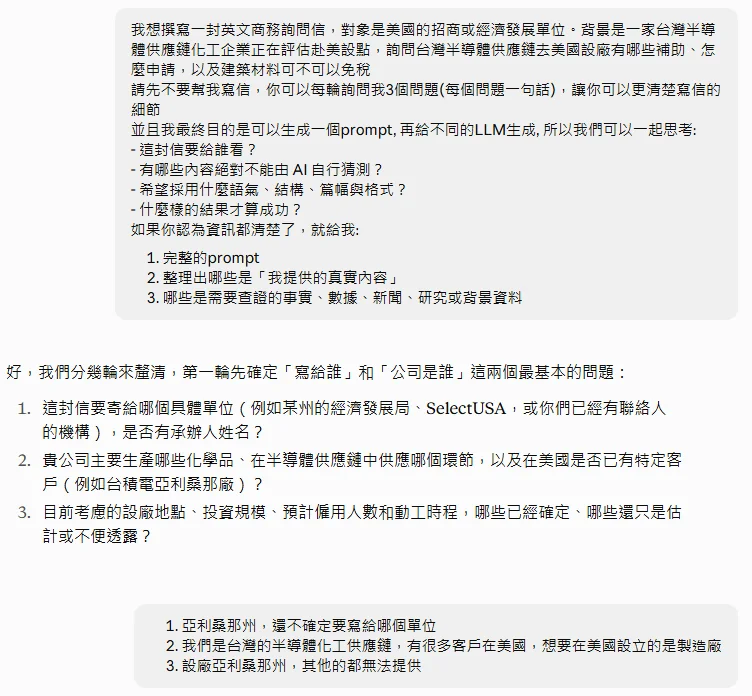 我想撰寫一封英文商務詢問信，對象是美國的招商或經濟發展單位。背景是一家台灣半導
體供應鏈化工企業正在評估赴美設點，詢問台灣半導體供應鏈去美國設廠有哪些補助、怎
麼申請，以及建築材料可不可以免稅
請先不要幫我寫信，你可以每輪詢問我3個問題(每個問題一句話)，讓你可以更清楚寫信的
細節
並且我最終目的是可以生成一個prompt, 再給不同的LLM生成, 所以我們可以一起思考:
- 這封信要給誰看？
- 有哪些內容絕對不能由 AI 自行猜測？
- 希望採用什麼語氣、結構、篇幅與格式？
- 什麼樣的結果才算成功？
如果你認為資訊都清楚了，就給我:
1. 完整的prompt
2. 整理出哪些是「我提供的真實內容」
3. 哪些是需要查證的事實、數據、新聞、研究或背景資料
好，我們分幾輪來釐清，第一輪先確定「寫給誰」和「公司是誰」這兩個最基本的問題：
1. 這封信要寄給哪個具體單位（例如某州的經濟發展局、SelectUSA，或你們已經有聯絡人
的機構），是否有承辦人姓名？
2. 貴公司主要生產哪些化學品、在半導體供應鏈中供應哪個環節，以及在美國是否已有特定客
戶（例如台積電亞利桑那廠）？
3. 目前考慮的設廠地點、投資規模、預計僱用人數和動工時程，哪些已經確定、哪些還只是估
計或不便透露？
1. 亞利桑那州，還不確定要寫給哪個單位
2. 我們是台灣的半導體化工供應鏈，有很多客戶在美國，想要在美國設立的是製造廠
3. 設廠亞利桑那州，其他的都無法提供